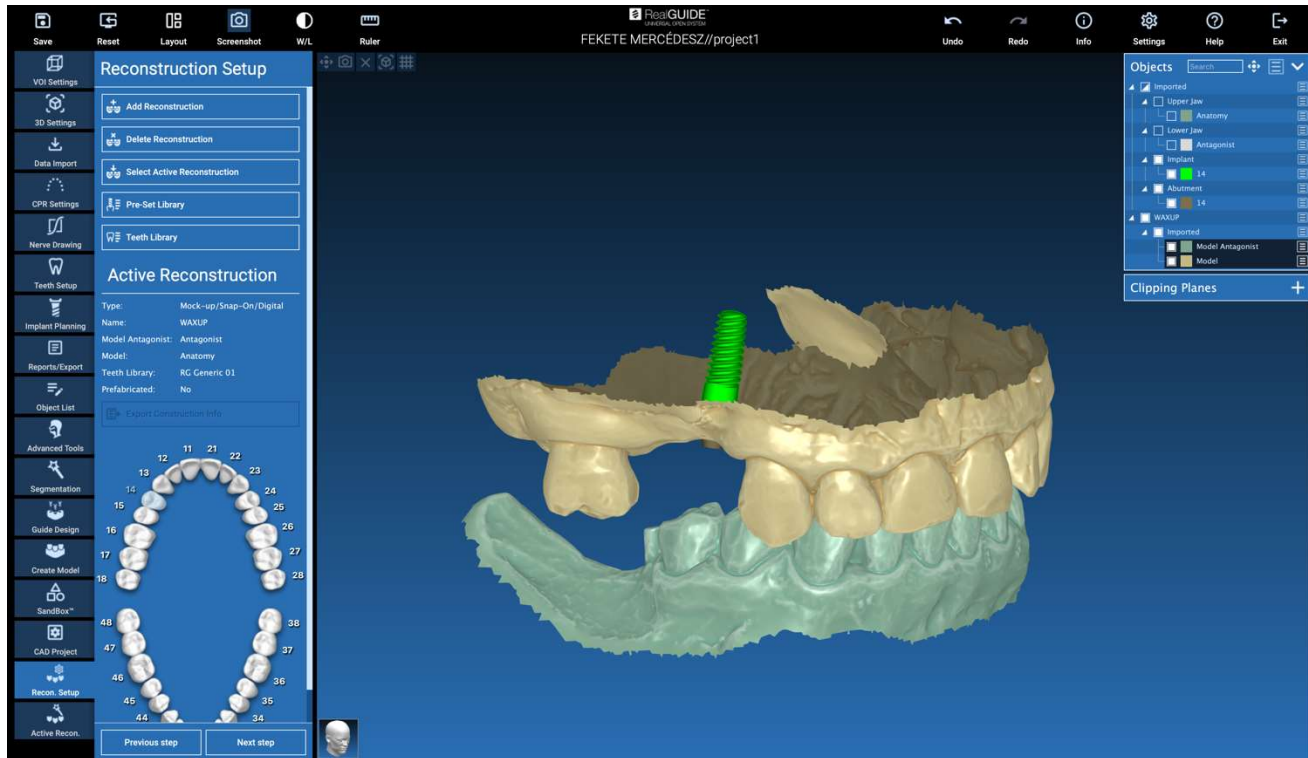 RealGUIDE™
UNIVERSAL OPEN SYSTEM
FEKETE MERCÉDESZ//project1
Save
Reset
Layout
Screenshot
W/L
Ruler
Undo
Redo
Info
Settings
Help
Exit
VOI Settings
3D Settings
Data Import
CPR Settings
Nerve Drawing
Teeth Setup
Implant Planning
Reports/Export
Object List
Advanced Tools
Segmentation
Guide Design
Create Model
SandBox™
CAD Project
Recon. Setup
Active Recon.
Reconstruction Setup
Add Reconstruction
Delete Reconstruction
Select Active Reconstruction
Pre-Set Library
Teeth Library
Active Reconstruction
Type: Mock-up/Snap-On/Digital
Name: WAXUP
Model Antagonist: Antagonist
Model: Anatomy
Teeth Library: RG Generic 01
Prefabricated: No
Export Construction Info
11 21
12 22
13 23
14 24
15 25
16 26
17 27
18 28
48 38
47 37
46 36
45 35
44 34
Previous step
Next step
Objects Search
Imported
Upper Jaw
Anatomy
Lower Jaw
Antagonist
Implant
14
Abutment
14
WAXUP
Imported
Model Antagonist
Model
Clipping Planes